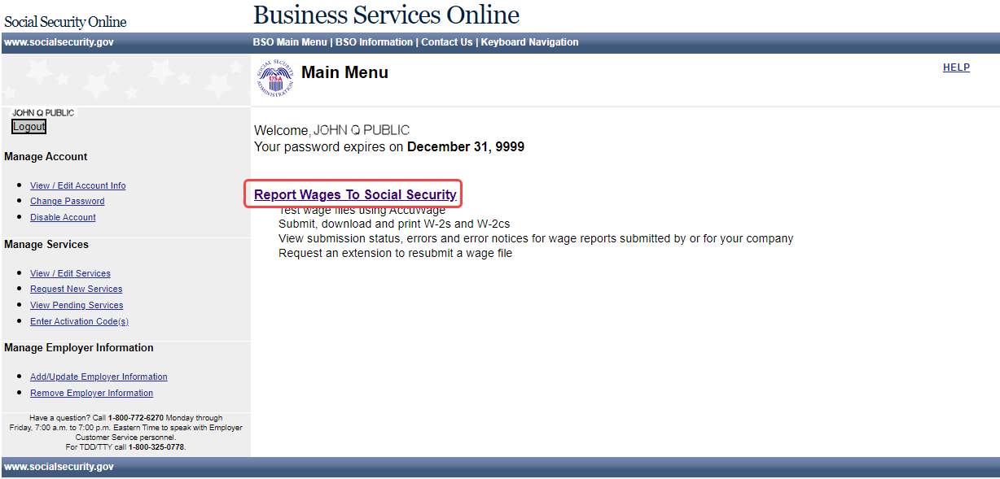 Social Security Online
Business Services Online
www.socialsecurity.gov
BSO Main Menu | BSO Information | Contact Us | Keyboard Navigation
SOCIAL SECURITY ADMINISTRATION
USA
Main Menu
HELP
JOHN Q PUBLIC
Logout
Manage Account
View / Edit Account Info
Change Password
Disable Account
Manage Services
View / Edit Services
Request New Services
View Pending Services
Enter Activation Code(s)
Manage Employer Information
Add/Update Employer Information
Remove Employer Information
Have a question? Call 1-800-772-6270 Monday through
Friday, 7:00 a.m. to 7:00 p.m. Eastern Time to speak with Employer
Customer Service personnel.
For TDD/TTY call 1-800-325-0778.
Welcome, JOHN Q PUBLIC
Your password expires on December 31, 9999
Report Wages To Social Security
Test wage files using AccuWage
Submit, download and print W-2s and W-2cs
View submission status, errors and error notices for wage reports submitted by or for your company
Request an extension to resubmit a wage file
www.socialsecurity.gov